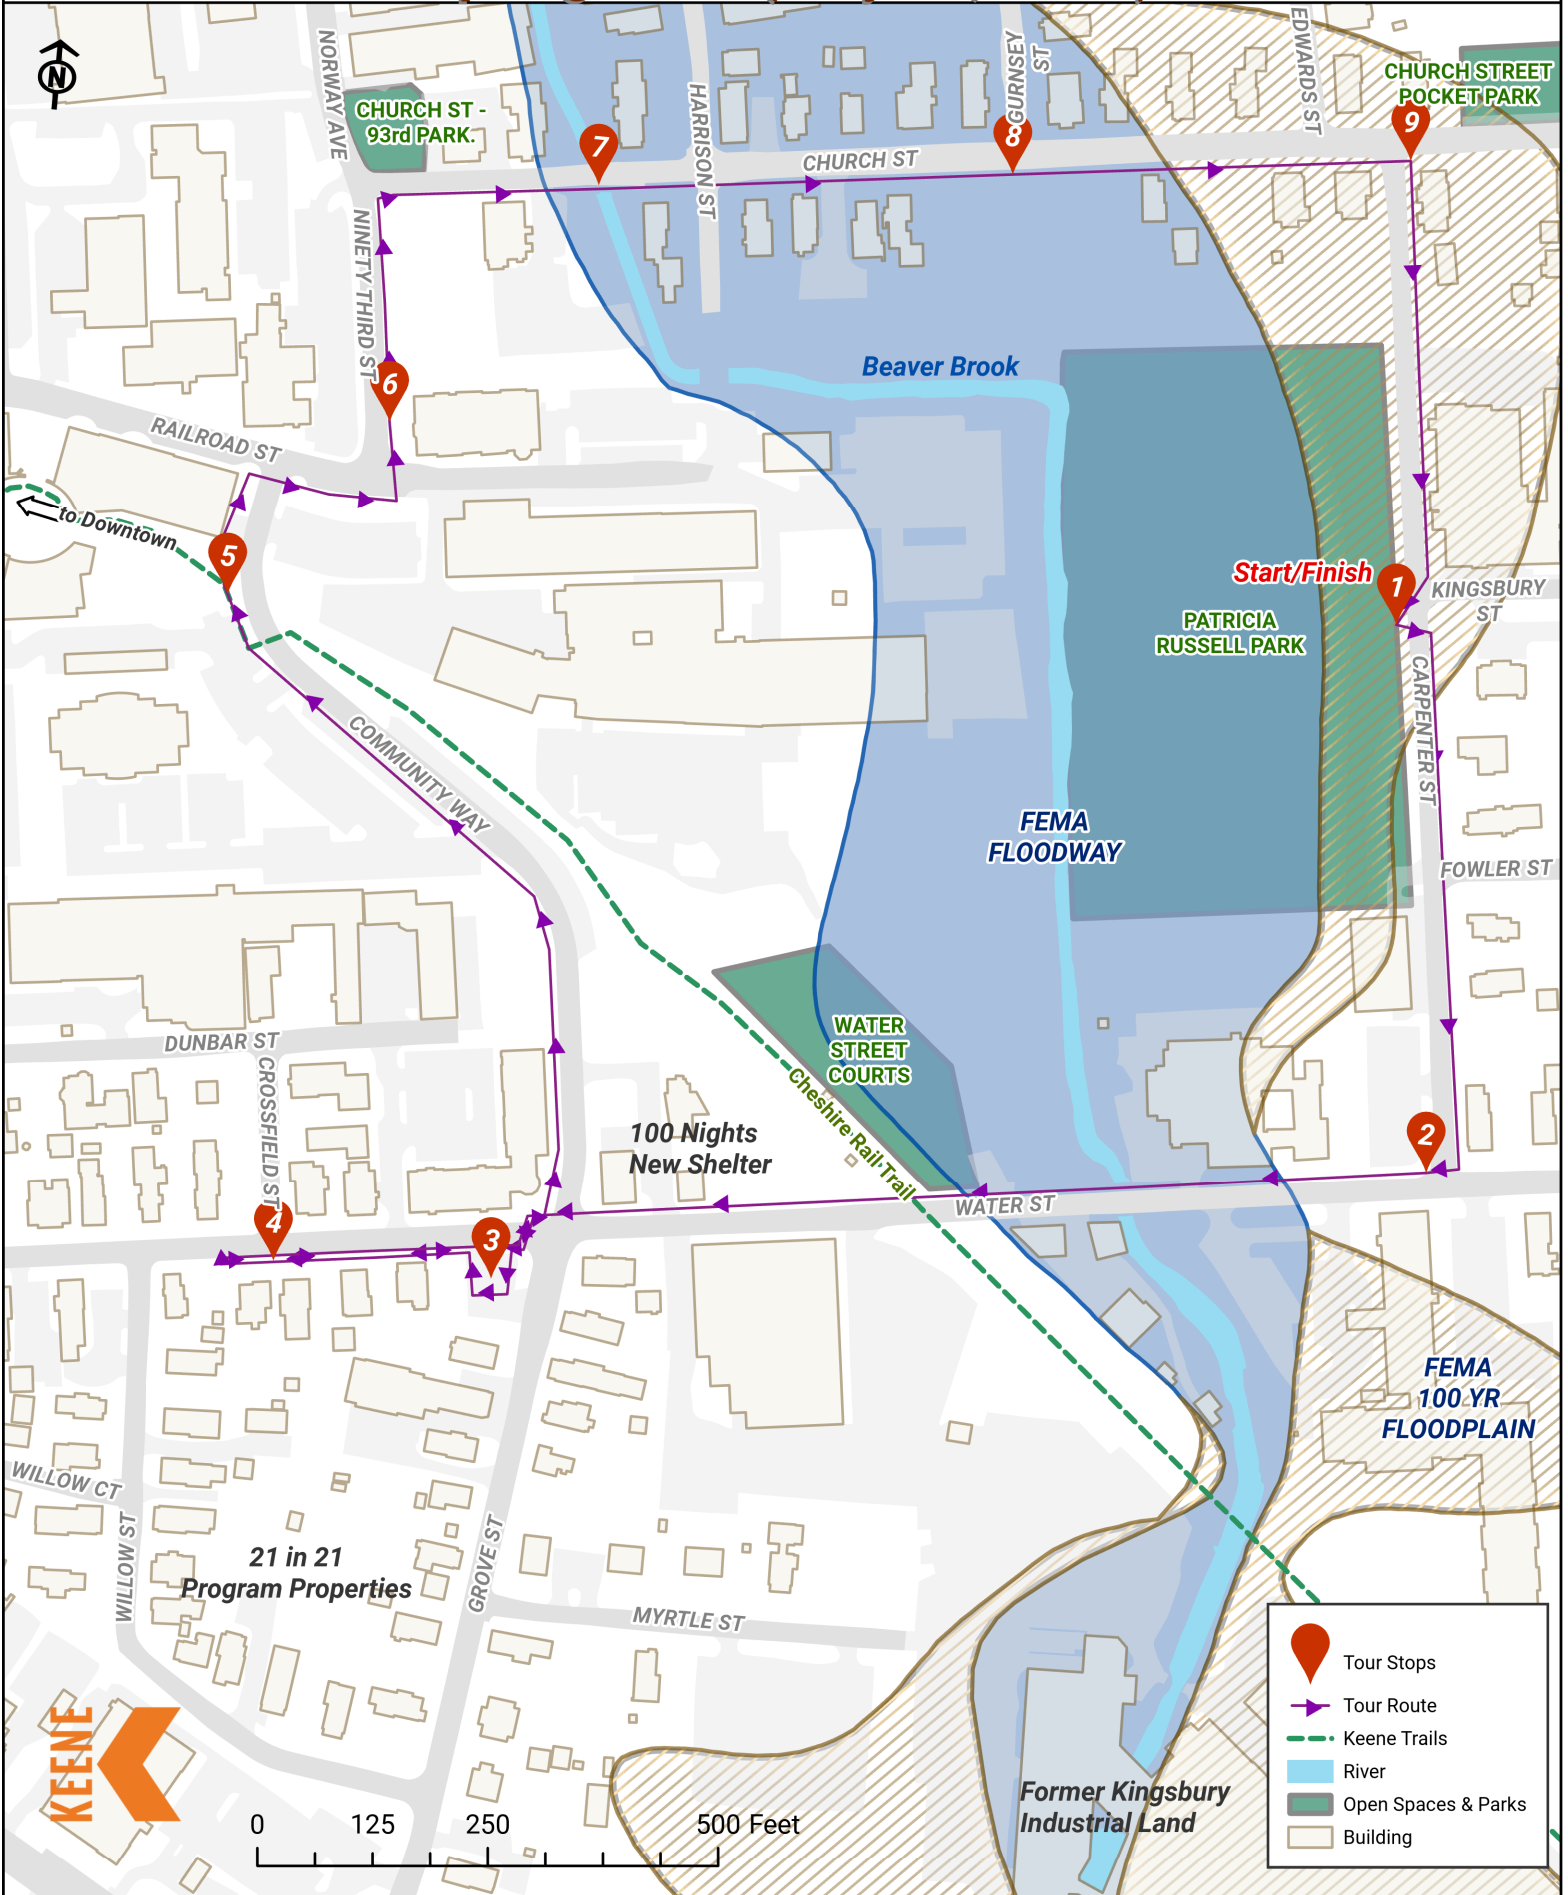 N
NORWAY AVE
CHURCH ST -
93rd PARK.
HARRISON ST
GURNSEY
ST
EDWARDS ST
CHURCH STREET
POCKET PARK
7
8
9
CHURCH ST
NINETY THIRD ST
6
Beaver Brook
RAILROAD ST
to Downtown
5
Start/Finish
1
KINGSBURY
ST
PATRICIA
RUSSELL PARK
CARPENTER ST
COMMUNITY WAY
FEMA
FLOODWAY
FOWLER ST
WATER
STREET
COURTS
DUNBAR ST
CROSSFIELD ST
Cheshire Rail Trail
100 Nights
New Shelter
2
WATER ST
4
3
FEMA
100 YR
FLOODPLAIN
WILLOW CT
WILLOW ST
21 in 21
Program Properties
GROVE ST
MYRTLE ST
Former Kingsbury
Industrial Land
KEENE
0 125 250 500 Feet
Tour Stops
Tour Route
Keene Trails
River
Open Spaces & Parks
Building